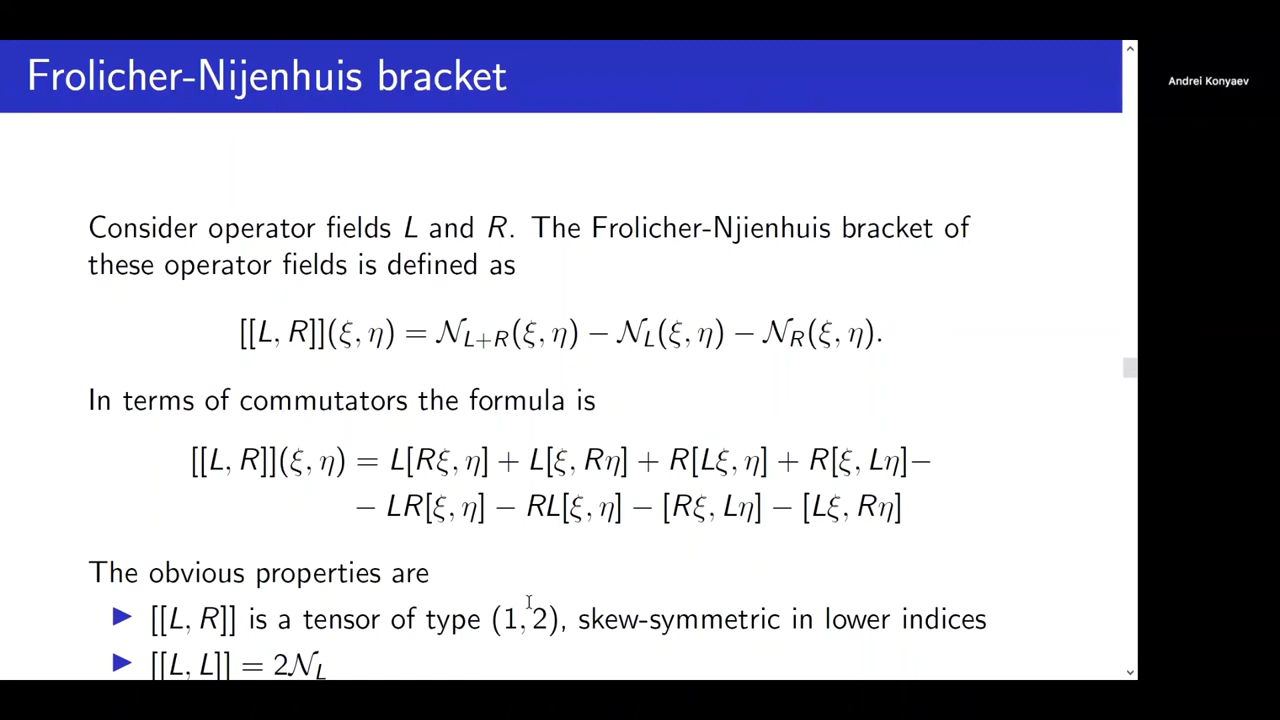 Frolicher-Nijenhuis bracket
Andrei Konyaev
Consider operator fields L and R. The Frolicher-Njienhuis bracket of
these operator fields is defined as
[[L, R]](ξ, η) = 𝒩_{L+R}(ξ, η) − 𝒩_L(ξ, η) − 𝒩_R(ξ, η).
In terms of commutators the formula is
[[L, R]](ξ, η) = L[Rξ, η] + L[ξ, Rη] + R[Lξ, η] + R[ξ, Lη]−
− LR[ξ, η] − RL[ξ, η] − [Rξ, Lη] − [Lξ, Rη]
The obvious properties are
▶ [[L, R]] is a tensor of type (1, 2), skew-symmetric in lower indices
▶ [[L, L]] = 2𝒩_L